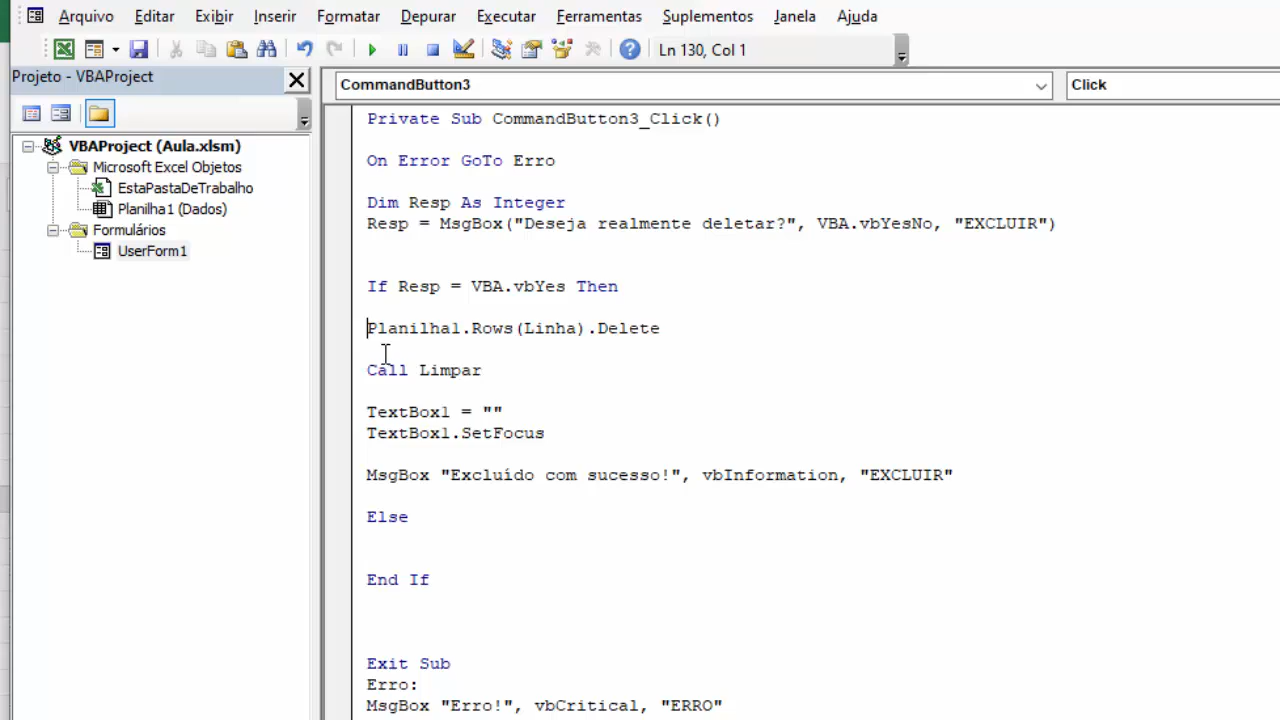 Arquivo Editar Exibir Inserir Formatar Depurar Executar Ferramentas Suplementos Janela Ajuda
Ln 130, Col 1
Projeto - VBAProject
CommandButton3
Click
VBAProject (Aula.xlsm)
Microsoft Excel Objetos
EstaPastaDeTrabalho
Planilha1 (Dados)
Formulários
UserForm1
Private Sub CommandButton3_Click()
On Error GoTo Erro
Dim Resp As Integer
Resp = MsgBox("Deseja realmente deletar?", VBA.vbYesNo, "EXCLUIR")
If Resp = VBA.vbYes Then
Planilha1.Rows(Linha).Delete
Call Limpar
TextBox1 = ""
TextBox1.SetFocus
MsgBox "Excluído com sucesso!", vbInformation, "EXCLUIR"
Else
End If
Exit Sub
Erro:
MsgBox "Erro!", vbCritical, "ERRO"